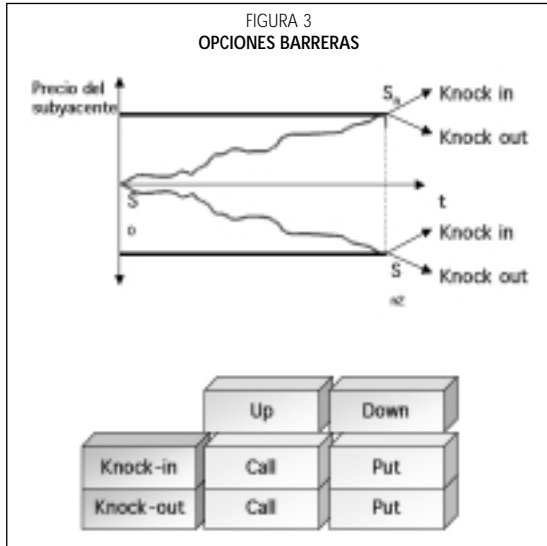 FIGURA 3
OPCIONES BARRERAS
Precio del
subyacente
Knock in
Knock out
S
0
t
Knock in
Knock out
S
Up Down
Knock-in Call Put
Knock-out Call Put